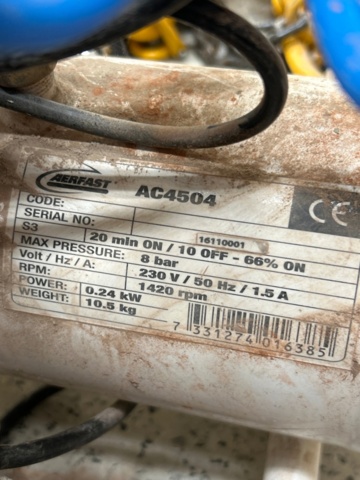 AERFAST AC4504
CODE:
SERIAL NO: 16110001
S3 20 min ON / 10 OFF - 66% ON
MAX PRESSURE: 8 bar
Volt / Hz / A: 230 V / 50 Hz / 1.5 A
RPM: 1420 rpm
POWER: 0.24 kW
WEIGHT: 10.5 kg
CE
7 331274 016385